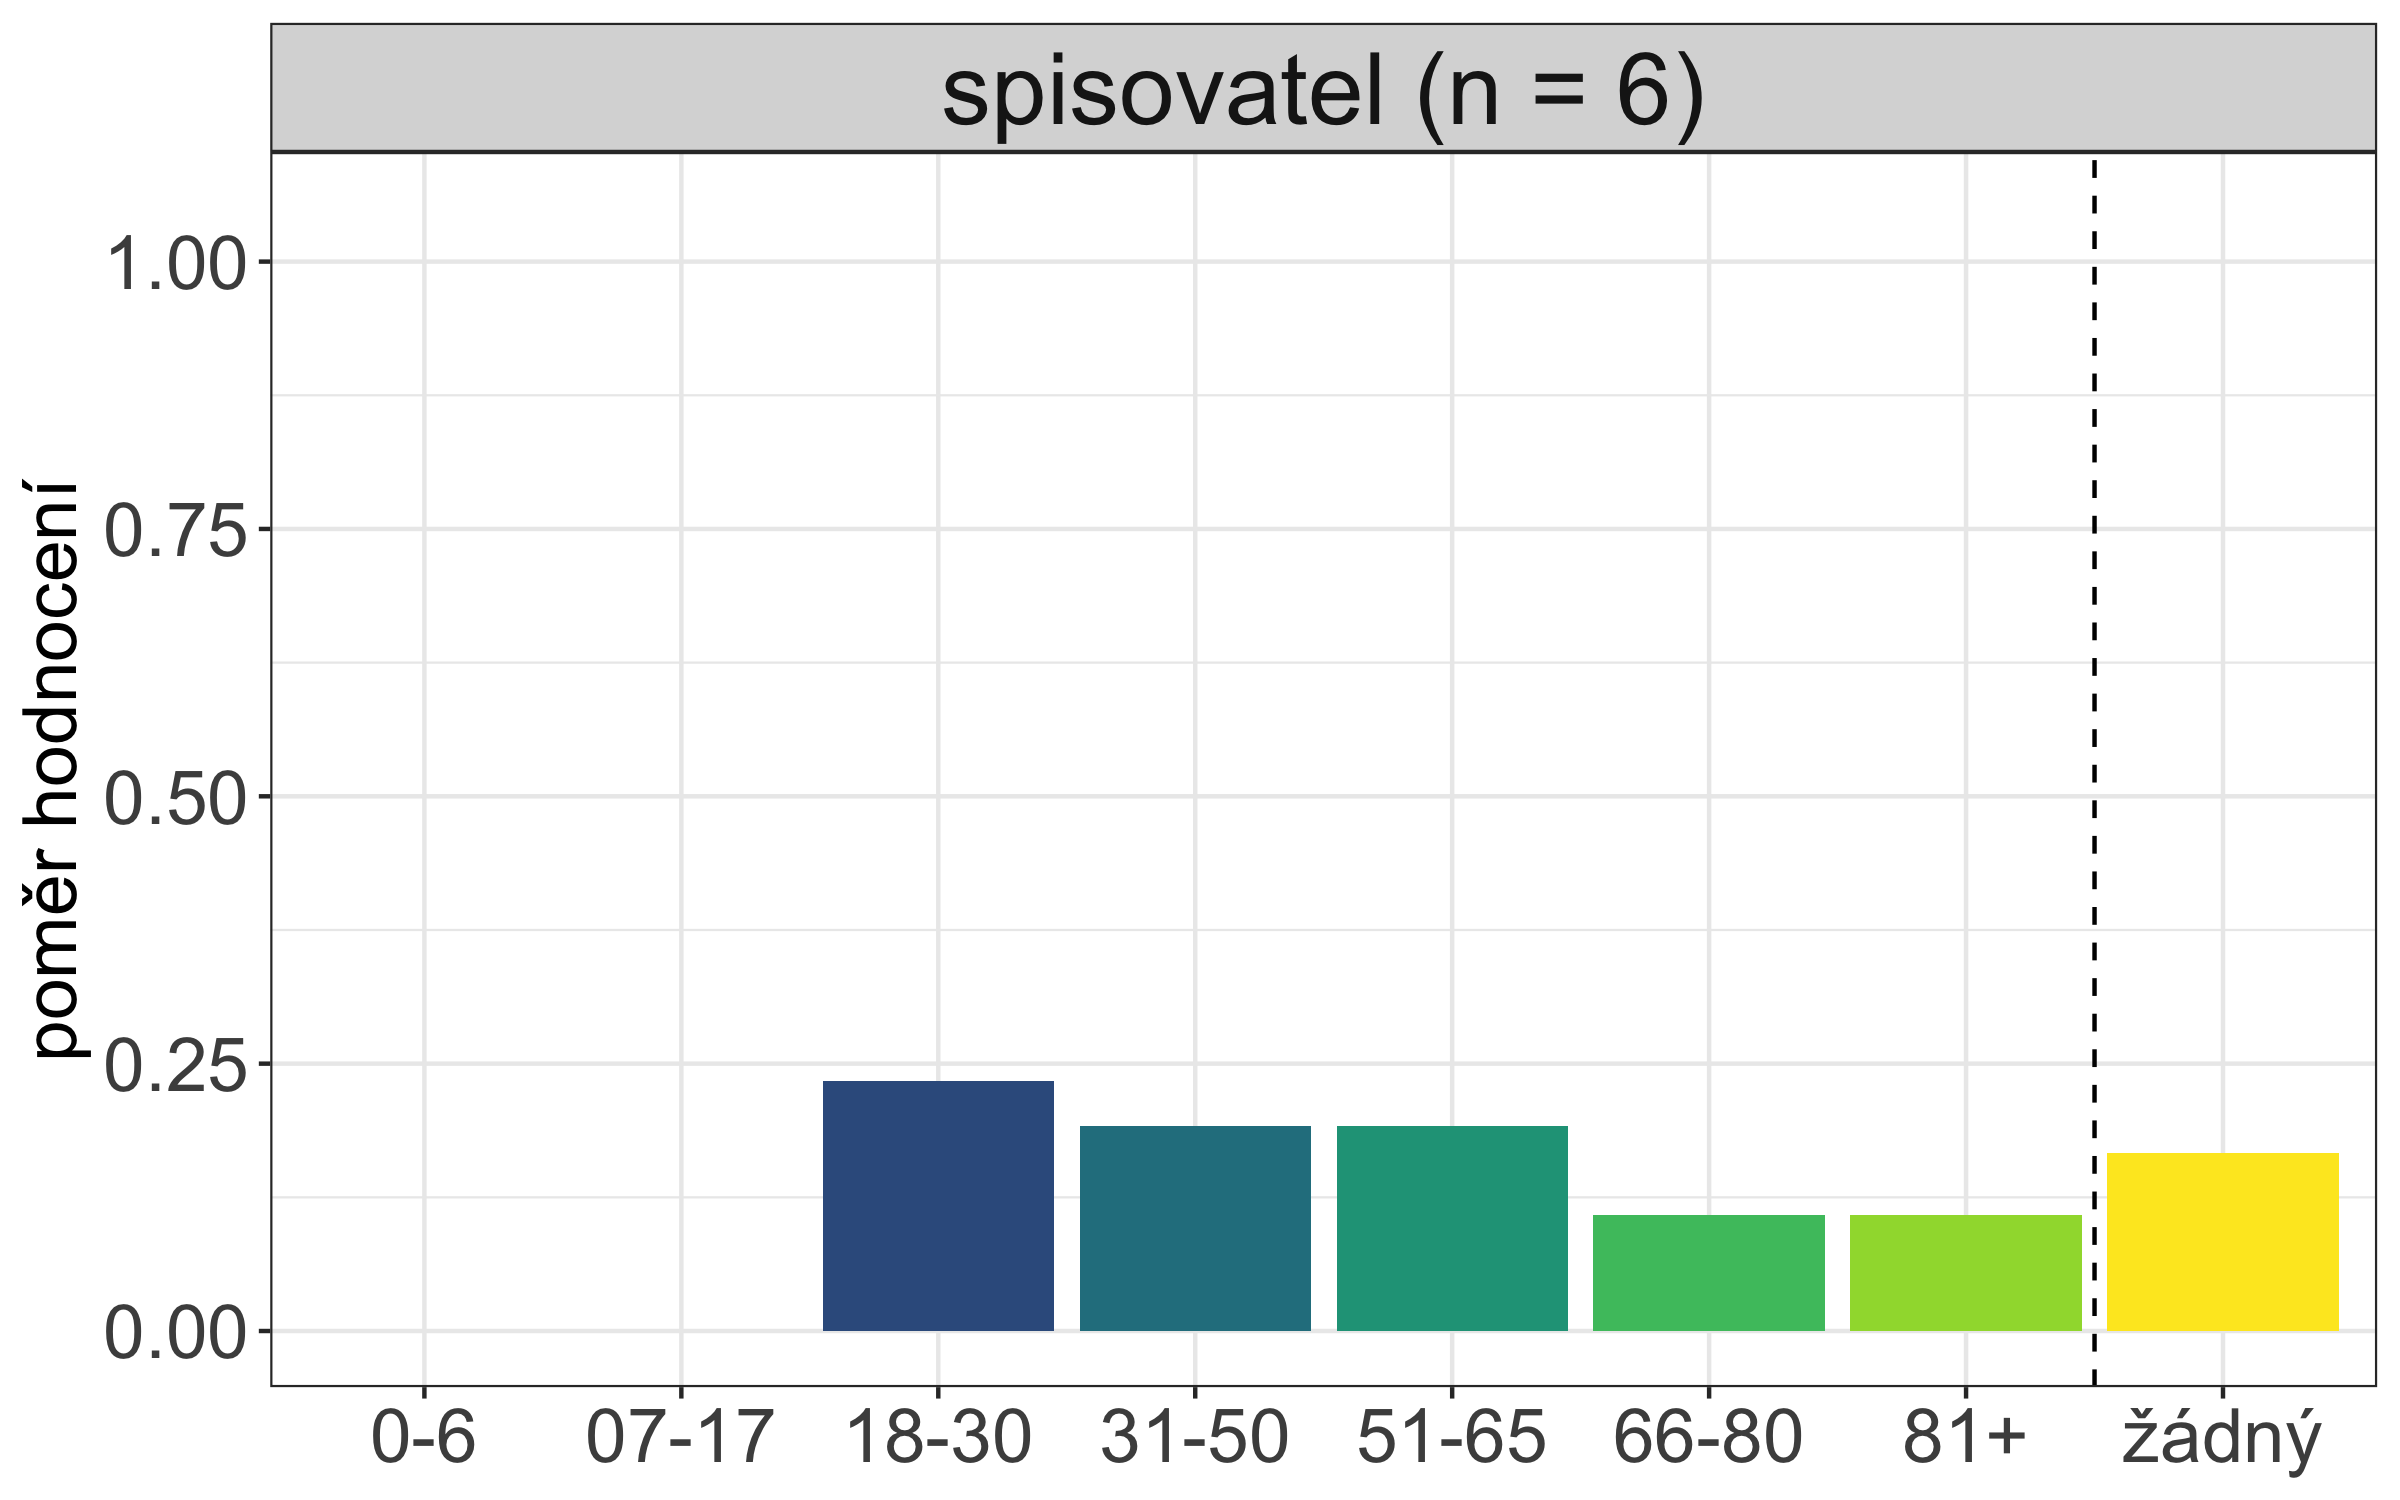 spisovatel (n = 6)
poměr hodnocení
1.00
0.75
0.50
0.25
0.00
0-6 07-17 18-30 31-50 51-65 66-80 81+ žádný